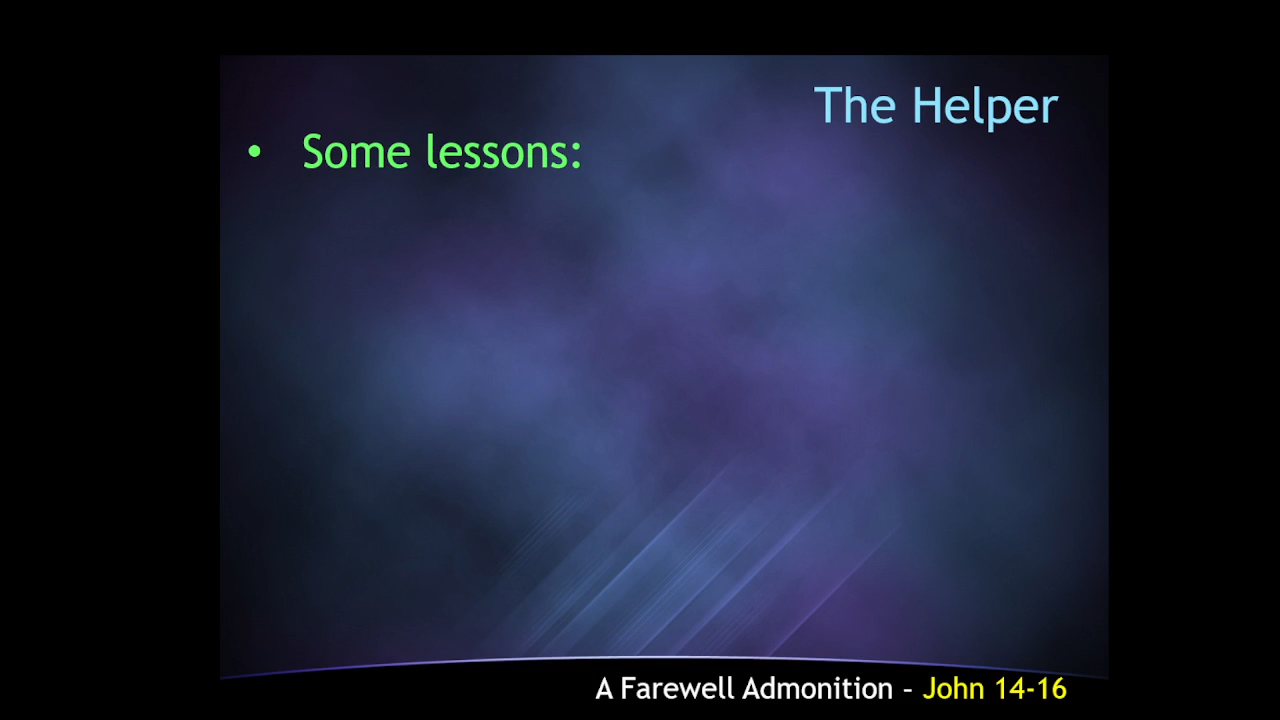 The Helper
• Some lessons:
A Farewell Admonition – John 14-16